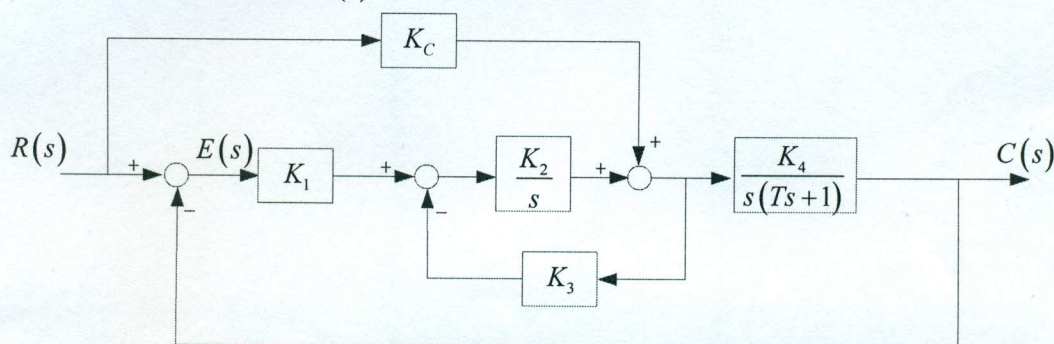 (s)
K_C
R(s) + E(s) K_1 + K_2/s + + K_4/(s(Ts+1)) C(s)
− −
K_3